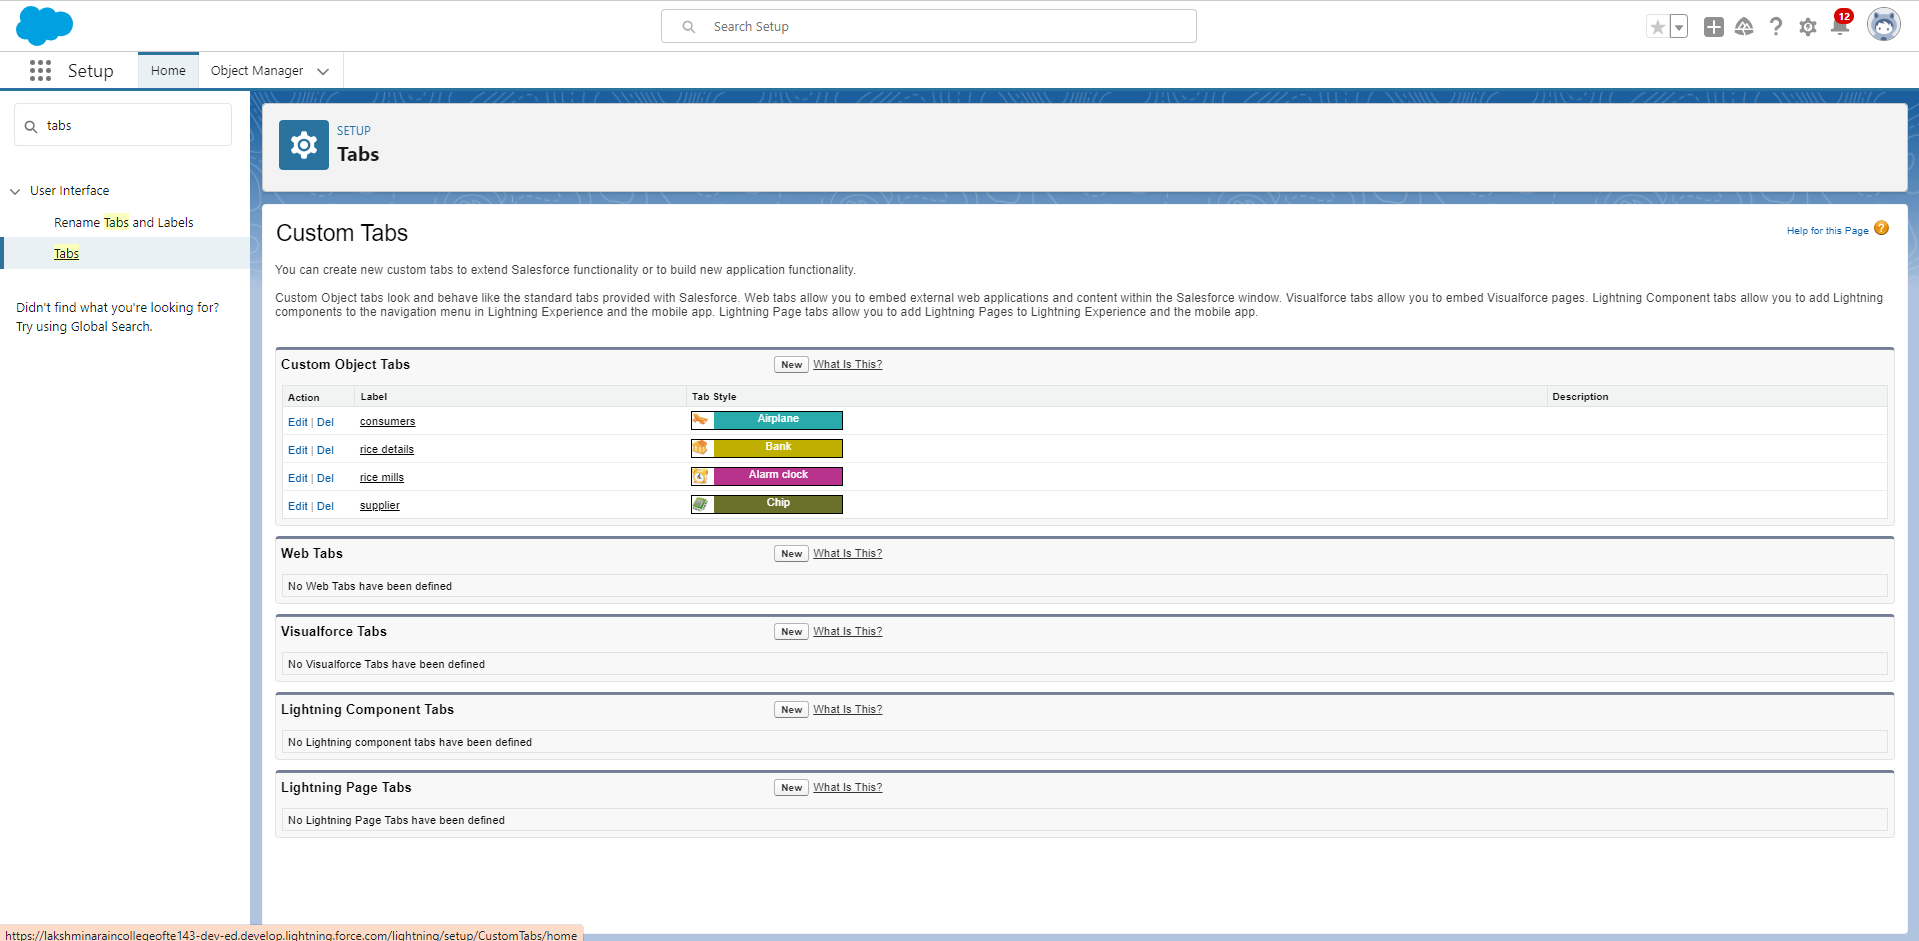 Search Setup
12
Setup
Home
Object Manager
tabs
User Interface
Rename Tabs and Labels
Tabs
Didn't find what you're looking for?
Try using Global Search.
SETUP
Tabs
Custom Tabs
Help for this Page ?
You can create new custom tabs to extend Salesforce functionality or to build new application functionality.
Custom Object tabs look and behave like the standard tabs provided with Salesforce. Web tabs allow you to embed external web applications and content within the Salesforce window. Visualforce tabs allow you to embed Visualforce pages. Lightning Component tabs allow you to add Lightning
components to the navigation menu in Lightning Experience and the mobile app. Lightning Page tabs allow you to add Lightning Pages to Lightning Experience and the mobile app.
Custom Object Tabs New What Is This?
Action Label Tab Style Description
Edit | Del consumers Airplane
Edit | Del rice details Bank
Edit | Del rice mills Alarm clock
Edit | Del supplier Chip
Web Tabs New What Is This?
No Web Tabs have been defined
Visualforce Tabs New What Is This?
No Visualforce Tabs have been defined
Lightning Component Tabs New What Is This?
No Lightning component tabs have been defined
Lightning Page Tabs New What Is This?
No Lightning Page Tabs have been defined
https://lakshminaraincollegeofte143-dev-ed.develop.lightning.force.com/lightning/setup/CustomTabs/home